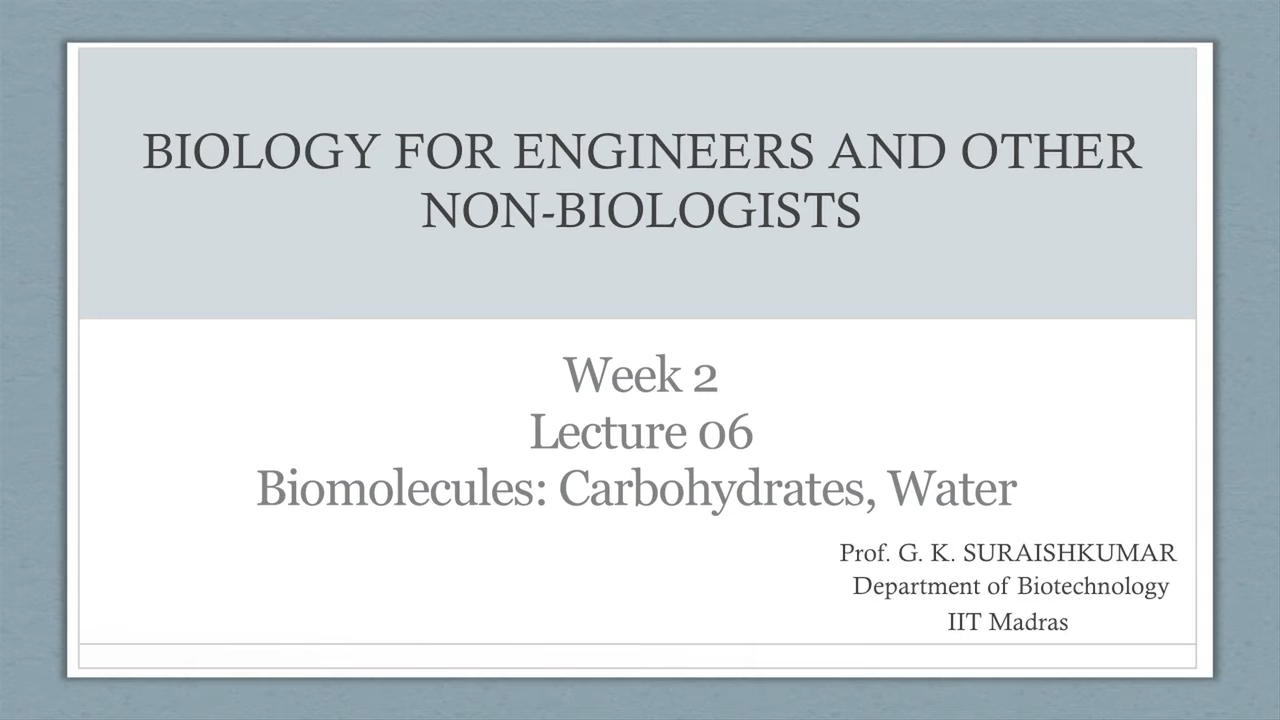 BIOLOGY FOR ENGINEERS AND OTHER
NON-BIOLOGISTS
Week 2
Lecture 06
Biomolecules: Carbohydrates, Water
Prof. G. K. SURAISHKUMAR
Department of Biotechnology
IIT Madras